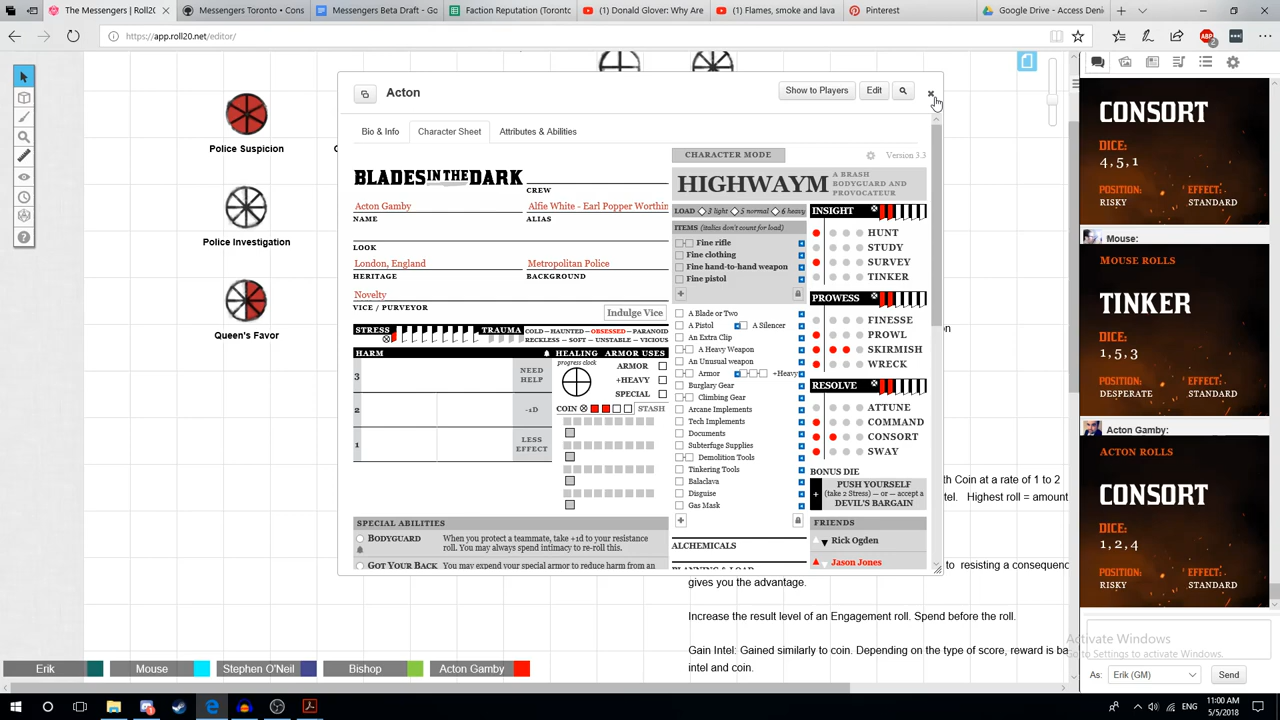 The Messengers | Roll20
Messengers Toronto • Cons
Messengers Beta Draft - Go
Faction Reputation (Toront
(1) Donald Glover: Why Are
(1) Flames, smoke and lava
Pinterest
Google Drive - Access Deni
https://app.roll20.net/editor/
ABP
2
Police Suspicion
Police Investigation
Queen's Favor
Acton
Show to Players
Edit
Bio & Info
Character Sheet
Attributes & Abilities
CHARACTER MODE
Version 3.3
BLADES IN THE DARK
CREW
Acton Gamby
Alfie White - Earl Popper Worthin
NAME
ALIAS
LOOK
London, England
Metropolitan Police
HERITAGE
BACKGROUND
Novelty
VICE / PURVEYOR
Indulge Vice
STRESS
TRAUMA
COLD—HAUNTED—OBSESSED—PARANOID
RECKLESS — SOFT — UNSTABLE — VICIOUS
HARM
HEALING
ARMOR USES
progress clock
3
NEED
HELP
2
-1D
1
LESS
EFFECT
ARMOR
+HEAVY
SPECIAL
COIN
STASH
SPECIAL ABILITIES
BODYGUARD
When you protect a teammate, take +1d to your resistance
roll. You may always spend intimacy to re-roll this.
GOT YOUR BACK
You may expend your special armor to reduce harm from an
HIGHWAYM
A BRASH
BODYGUARD AND
PROVOCATEUR
LOAD
3 light
5 normal
6 heavy
ITEMS (italics don't count for load)
Fine rifle
Fine clothing
Fine hand-to-hand weapon
Fine pistol
+
A Blade or Two
A Pistol
A Silencer
An Extra Clip
A Heavy Weapon
An Unusual weapon
Armor
+Heavy
Burglary Gear
Climbing Gear
Arcane Implements
Tech Implements
Documents
Subterfuge Supplies
Demolition Tools
Tinkering Tools
Balaclava
Disguise
Gas Mask
+
ALCHEMICALS
INSIGHT
HUNT
STUDY
SURVEY
TINKER
PROWESS
FINESSE
PROWL
SKIRMISH
WRECK
RESOLVE
ATTUNE
COMMAND
CONSORT
SWAY
BONUS DIE
+
PUSH YOURSELF
(take 2 Stress) — or — accept a
DEVIL'S BARGAIN
FRIENDS
Rick Ogden
Jason Jones
on
th Coin at a rate of 1 to 2
tel. Highest roll = amount
to resisting a consequenc
gives you the advantage.
Increase the result level of an Engagement roll. Spend before the roll.
Gain Intel: Gained similarly to coin. Depending on the type of score, reward is ba
intel and coin.
CONSORT
DICE:
4, 5, 1
POSITION:
EFFECT:
RISKY
STANDARD
Mouse:
MOUSE ROLLS
TINKER
DICE:
1, 5, 3
POSITION:
EFFECT:
DESPERATE
STANDARD
Acton Gamby:
ACTON ROLLS
CONSORT
DICE:
1, 2, 4
POSITION:
EFFECT:
RISKY
STANDARD
Activate Windows
Go to Settings to activate Windows.
As:
Erik (GM)
Send
Erik
Mouse
Stephen O'Neil
Bishop
Acton Gamby
ENG
11:00 AM
5/5/2018